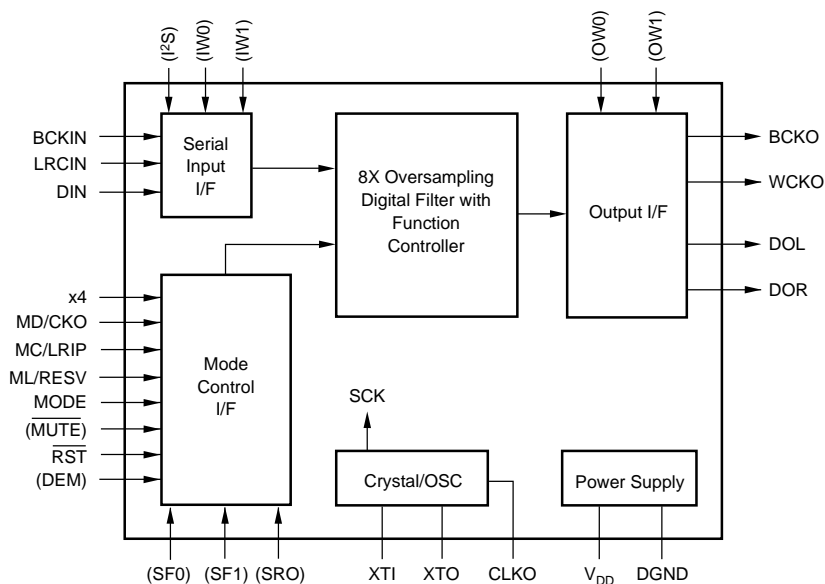 (I²S)
(IW0)
(IW1)
(OW0)
(OW1)
BCKIN
LRCIN
DIN
Serial
Input
I/F
8X Oversampling
Digital Filter with
Function
Controller
Output I/F
BCKO
WCKO
DOL
DOR
x4
MD/CKO
MC/LRIP
ML/RESV
MODE
(MUTE)
RST
(DEM)
Mode
Control
I/F
SCK
Crystal/OSC
Power Supply
(SF0)
(SF1)
(SRO)
XTI
XTO
CLKO
VDD
DGND